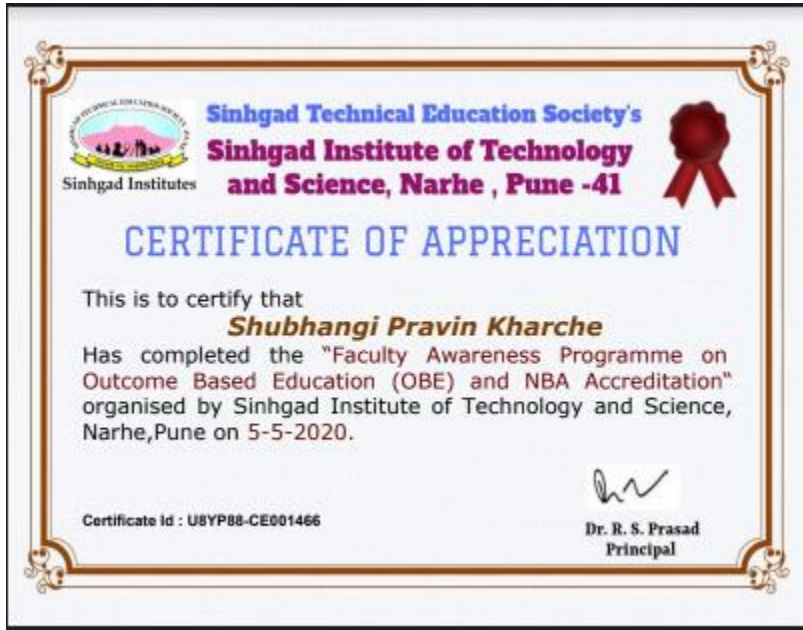 Sinhgad Technical Education Society's
Sinhgad Institute of Technology
and Science, Narhe , Pune -41
Sinhgad Institutes
CERTIFICATE OF APPRECIATION
This is to certify that
Shubhangi Pravin Kharche
Has completed the "Faculty Awareness Programme on
Outcome Based Education (OBE) and NBA Accreditation"
organised by Sinhgad Institute of Technology and Science,
Narhe,Pune on 5-5-2020.
Certificate Id : U8YP88-CE001466
Dr. R. S. Prasad
Principal